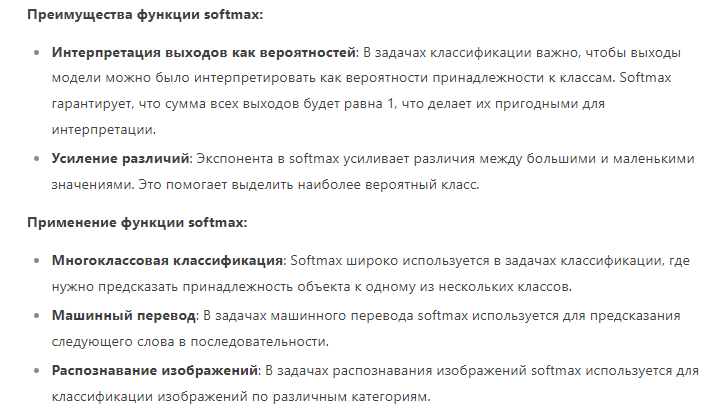 Преимущества функции softmax:
Интерпретация выходов как вероятностей: В задачах классификации важно, чтобы выходы
модели можно было интерпретировать как вероятности принадлежности к классам. Softmax
гарантирует, что сумма всех выходов будет равна 1, что делает их пригодными для
интерпретации.
Усиление различий: Экспонента в softmax усиливает различия между большими и маленькими
значениями. Это помогает выделить наиболее вероятный класс.
Применение функции softmax:
Многоклассовая классификация: Softmax широко используется в задачах классификации, где
нужно предсказать принадлежность объекта к одному из нескольких классов.
Машинный перевод: В задачах машинного перевода softmax используется для предсказания
следующего слова в последовательности.
Распознавание изображений: В задачах распознавания изображений softmax используется для
классификации изображений по различным категориям.